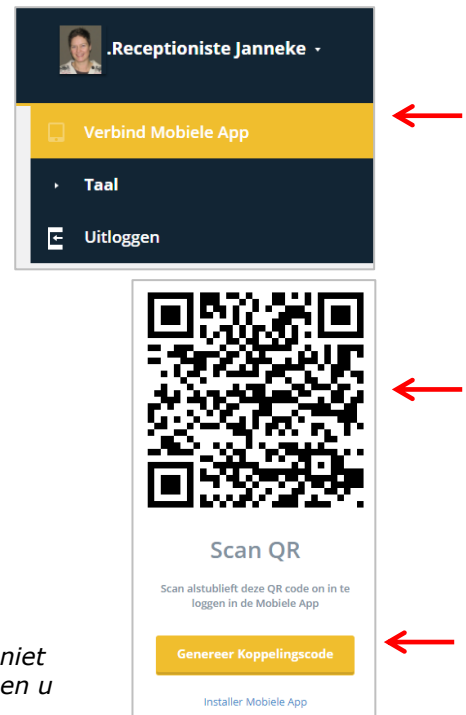 .Receptioniste Janneke
Verbind Mobiele App
Taal
Uitloggen
Scan QR
Scan alstublieft deze QR code on in te
loggen in de Mobiele App
Genereer Koppelingscode
niet
en u
Installer Mobiele App